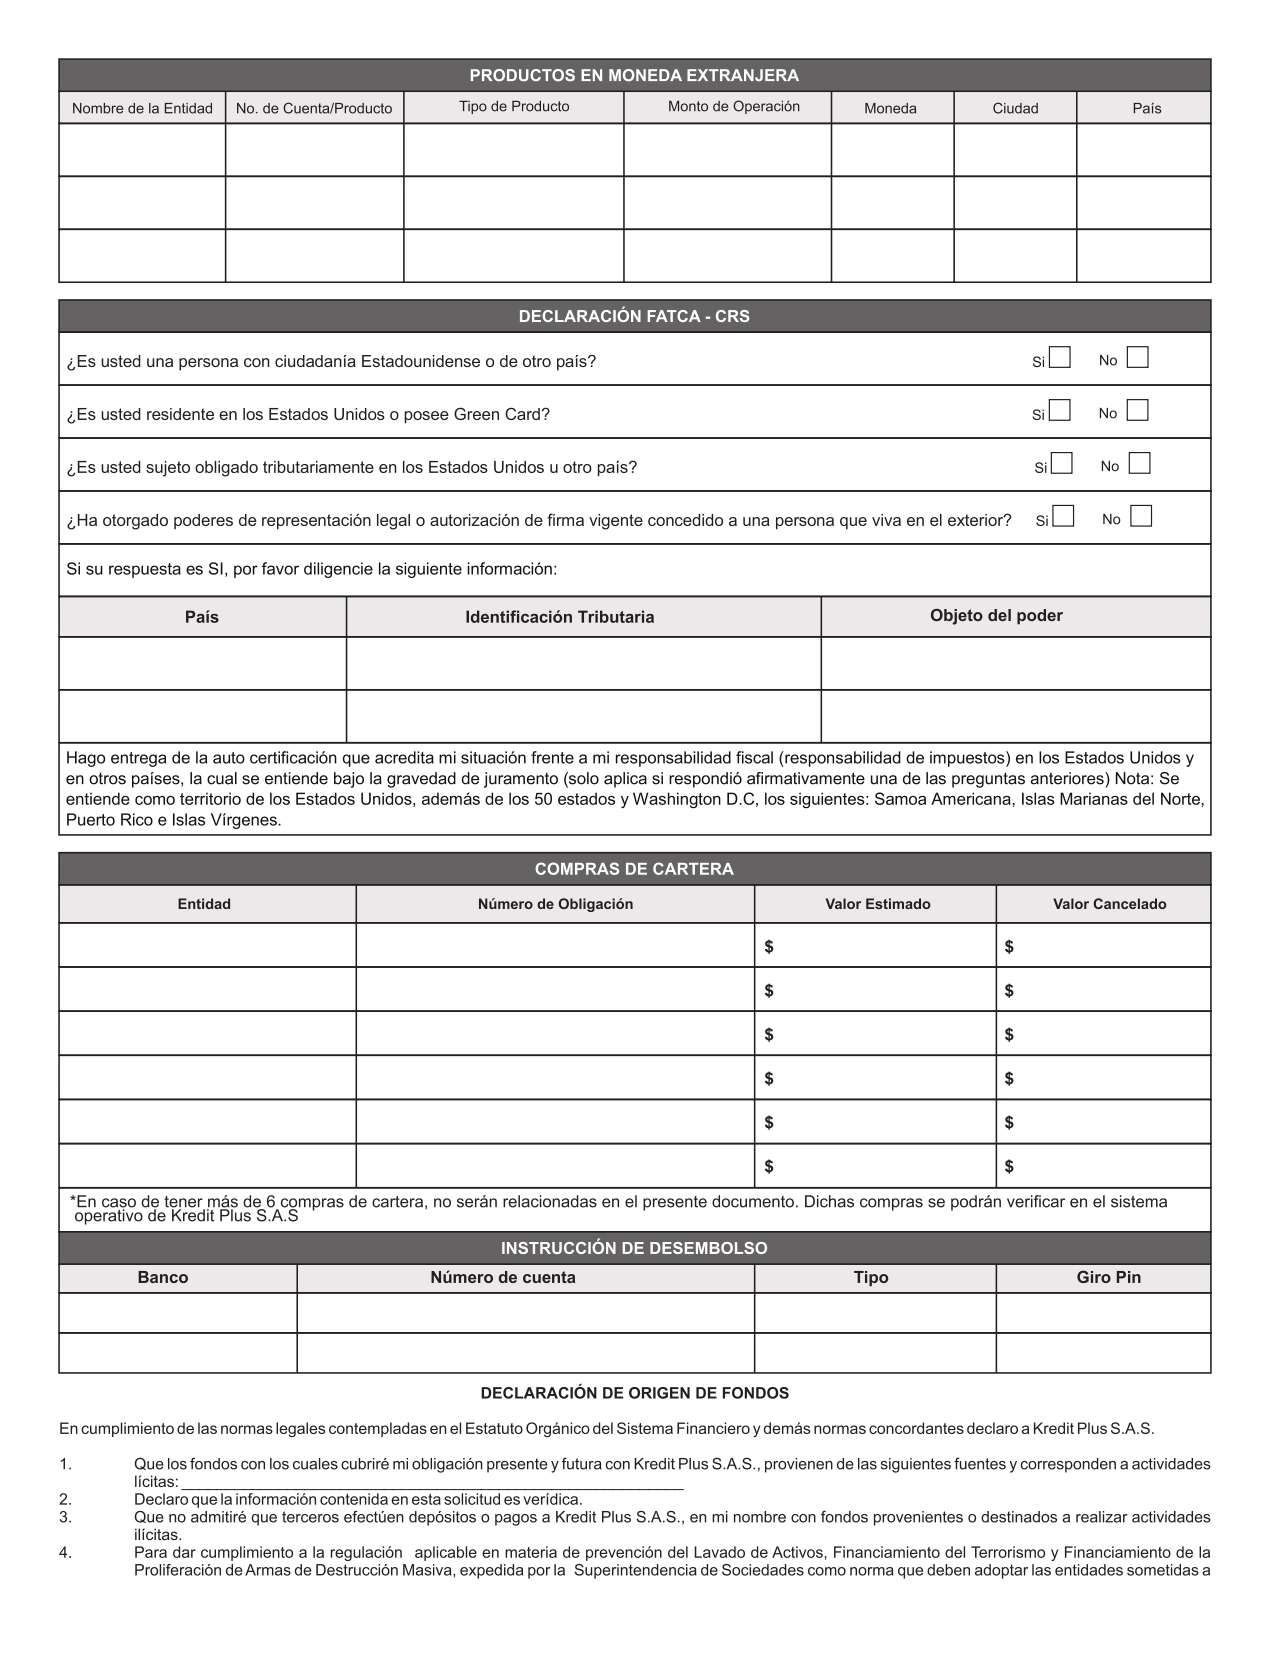 PRODUCTOS EN MONEDA EXTRANJERA
Nombre de la Entidad No. de Cuenta/Producto Tipo de Producto Monto de Operación Moneda Ciudad País
DECLARACIÓN FATCA - CRS
¿Es usted una persona con ciudadanía Estadounidense o de otro país? Si No
¿Es usted residente en los Estados Unidos o posee Green Card? Si No
¿Es usted sujeto obligado tributariamente en los Estados Unidos u otro país? Si No
¿Ha otorgado poderes de representación legal o autorización de firma vigente concedido a una persona que viva en el exterior? Si No
Si su respuesta es SI, por favor diligencie la siguiente información:
País Identificación Tributaria Objeto del poder
Hago entrega de la auto certificación que acredita mi situación frente a mi responsabilidad fiscal (responsabilidad de impuestos) en los Estados Unidos y
en otros países, la cual se entiende bajo la gravedad de juramento (solo aplica si respondió afirmativamente una de las preguntas anteriores) Nota: Se
entiende como territorio de los Estados Unidos, además de los 50 estados y Washington D.C, los siguientes: Samoa Americana, Islas Marianas del Norte,
Puerto Rico e Islas Vírgenes.
COMPRAS DE CARTERA
Entidad Número de Obligación Valor Estimado Valor Cancelado
$ $
$ $
$ $
$ $
$ $
$ $
*En caso de tener más de 6 compras de cartera, no serán relacionadas en el presente documento. Dichas compras se podrán verificar en el sistema
operativo de Kredit Plus S.A.S
INSTRUCCIÓN DE DESEMBOLSO
Banco Número de cuenta Tipo Giro Pin
DECLARACIÓN DE ORIGEN DE FONDOS
En cumplimiento de las normas legales contempladas en el Estatuto Orgánico del Sistema Financiero y demás normas concordantes declaro a Kredit Plus S.A.S.
1. Que los fondos con los cuales cubriré mi obligación presente y futura con Kredit Plus S.A.S., provienen de las siguientes fuentes y corresponden a actividades
lícitas: ____________________________________________________________
2. Declaro que la información contenida en esta solicitud es verídica.
3. Que no admitiré que terceros efectúen depósitos o pagos a Kredit Plus S.A.S., en mi nombre con fondos provenientes o destinados a realizar actividades
ilícitas.
4. Para dar cumplimiento a la regulación aplicable en materia de prevención del Lavado de Activos, Financiamiento del Terrorismo y Financiamiento de la
Proliferación de Armas de Destrucción Masiva, expedida por la Superintendencia de Sociedades como norma que deben adoptar las entidades sometidas a